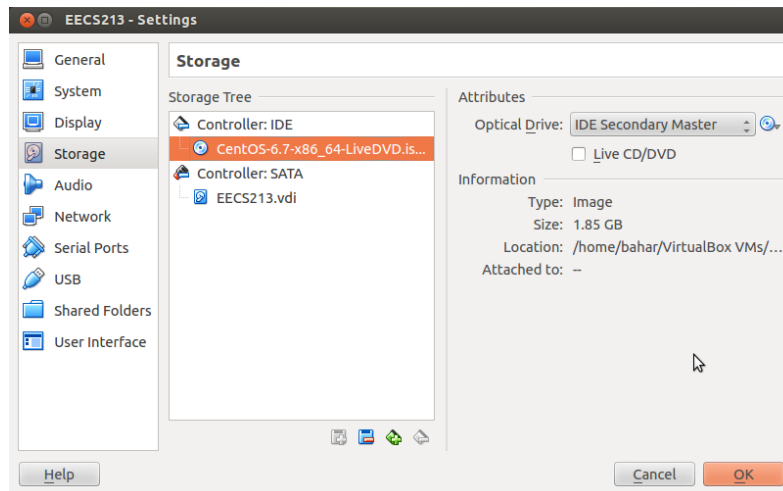 EECS213 - Settings
General
System
Display
Storage
Audio
Network
Serial Ports
USB
Shared Folders
User Interface
Storage
Storage Tree
Controller: IDE
CentOS-6.7-x86_64-LiveDVD.is...
Controller: SATA
EECS213.vdi
Attributes
Optical Drive: IDE Secondary Master
Live CD/DVD
Information
Type: Image
Size: 1.85 GB
Location: /home/bahar/VirtualBox VMs/...
Attached to: --
Help
Cancel
OK